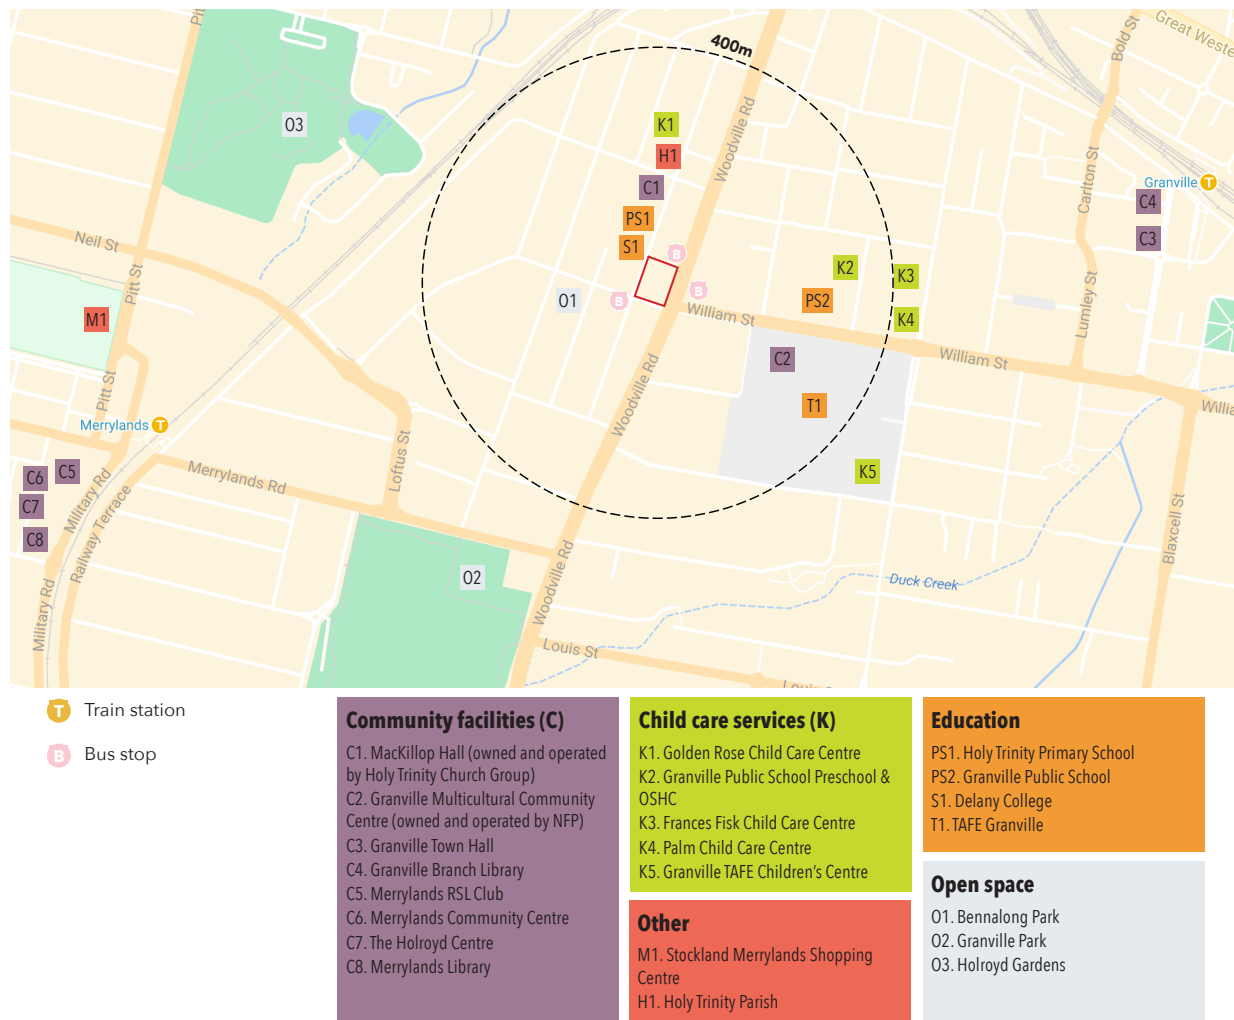 Pit
400m
Bold St
Great Weste
O3
K1
H1
Woodville Rd
C1
Carlton St
Granville T
C4
PS1
C3
Neil St
S1
B
K2
K3
Pitt St
B
B
O1
PS2
Lumley St
M1
William St
K4
C2
William St
Pitt St
Woodville Rd
T1
Willia
Merrylands T
Loftus St
C6
C5
Merrylands Rd
K5
Military Rd
C7
Railway Terrace
Blaxcell St
C8
O2
Woodville Rd
Duck Creek
Military Rd
Louis St
T Train station
B Bus stop
Community facilities (C)
C1. MacKillop Hall (owned and operated
by Holy Trinity Church Group)
C2. Granville Multicultural Community
Centre (owned and operated by NFP)
C3. Granville Town Hall
C4. Granville Branch Library
C5. Merrylands RSL Club
C6. Merrylands Community Centre
C7. The Holroyd Centre
C8. Merrylands Library
Child care services (K)
K1. Golden Rose Child Care Centre
K2. Granville Public School Preschool &
OSHC
K3. Frances Fisk Child Care Centre
K4. Palm Child Care Centre
K5. Granville TAFE Children's Centre
Other
M1. Stockland Merrylands Shopping
Centre
H1. Holy Trinity Parish
Education
PS1. Holy Trinity Primary School
PS2. Granville Public School
S1. Delany College
T1. TAFE Granville
Open space
O1. Bennalong Park
O2. Granville Park
O3. Holroyd Gardens